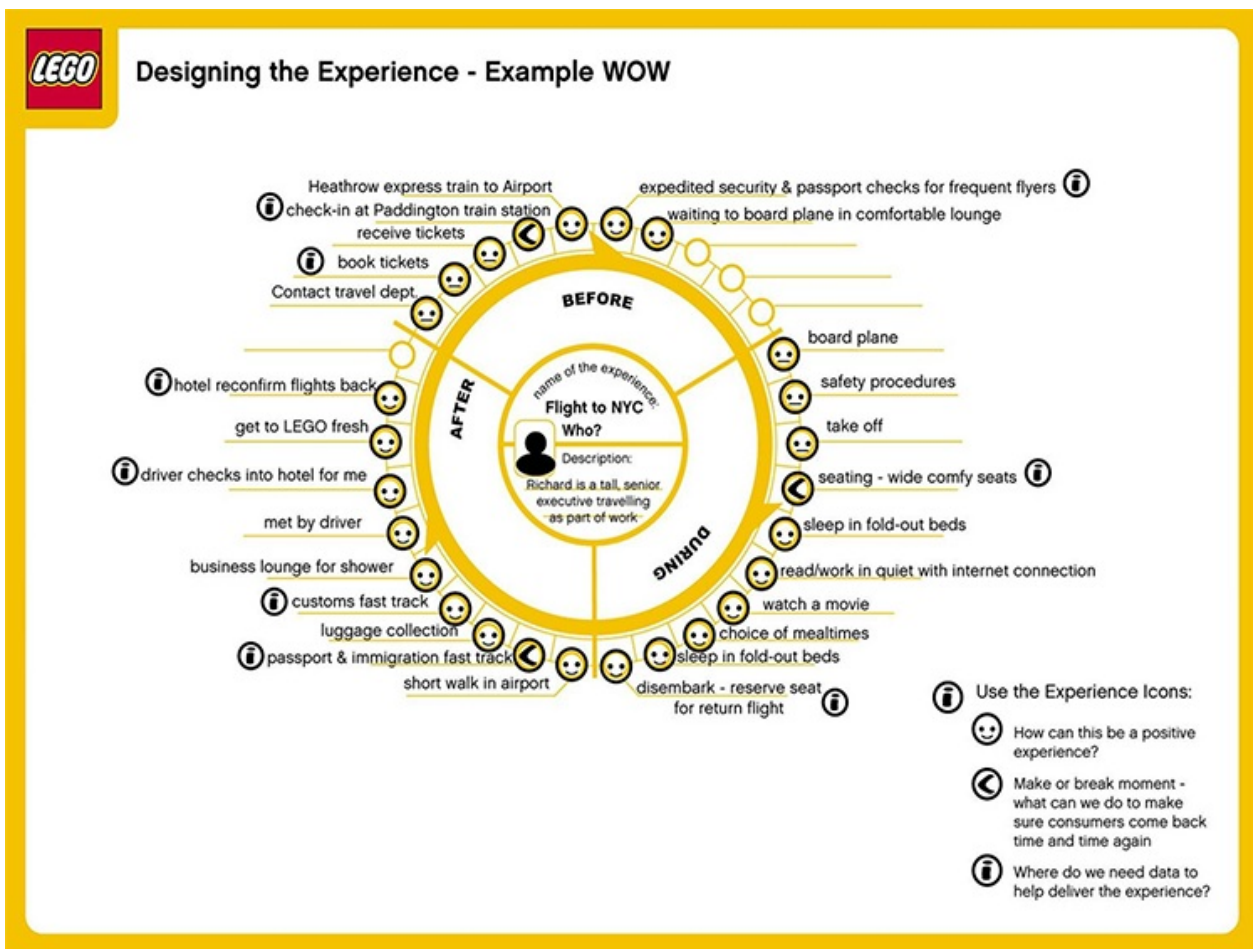 LEGO
Designing the Experience - Example WOW
Heathrow express train to Airport
check-in at Paddington train station
receive tickets
book tickets
Contact travel dept.
expedited security & passport checks for frequent flyers
waiting to board plane in comfortable lounge
BEFORE
board plane
safety procedures
take off
seating - wide comfy seats
sleep in fold-out beds
read/work in quiet with internet connection
watch a movie
choice of mealtimes
sleep in fold-out beds
disembark - reserve seat
for return flight
DURING
hotel reconfirm flights back
get to LEGO fresh
driver checks into hotel for me
met by driver
business lounge for shower
customs fast track
luggage collection
passport & immigration fast track
short walk in airport
AFTER
name of the experience:
Flight to NYC
Who?
Description:
Richard is a tall, senior
executive travelling
as part of work
Use the Experience Icons:
How can this be a positive
experience?
Make or break moment -
what can we do to make
sure consumers come back
time and time again
Where do we need data to
help deliver the experience?